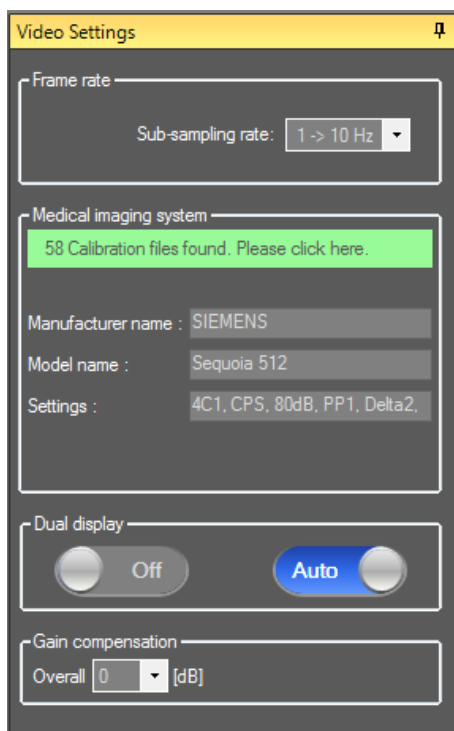 Video Settings
Frame rate
Sub-sampling rate: 1 -> 10 Hz
Medical imaging system
58 Calibration files found. Please click here.
Manufacturer name : SIEMENS
Model name : Sequoia 512
Settings : 4C1, CPS, 80dB, PP1, Delta2,
Dual display
Off Auto
Gain compensation
Overall 0 [dB]